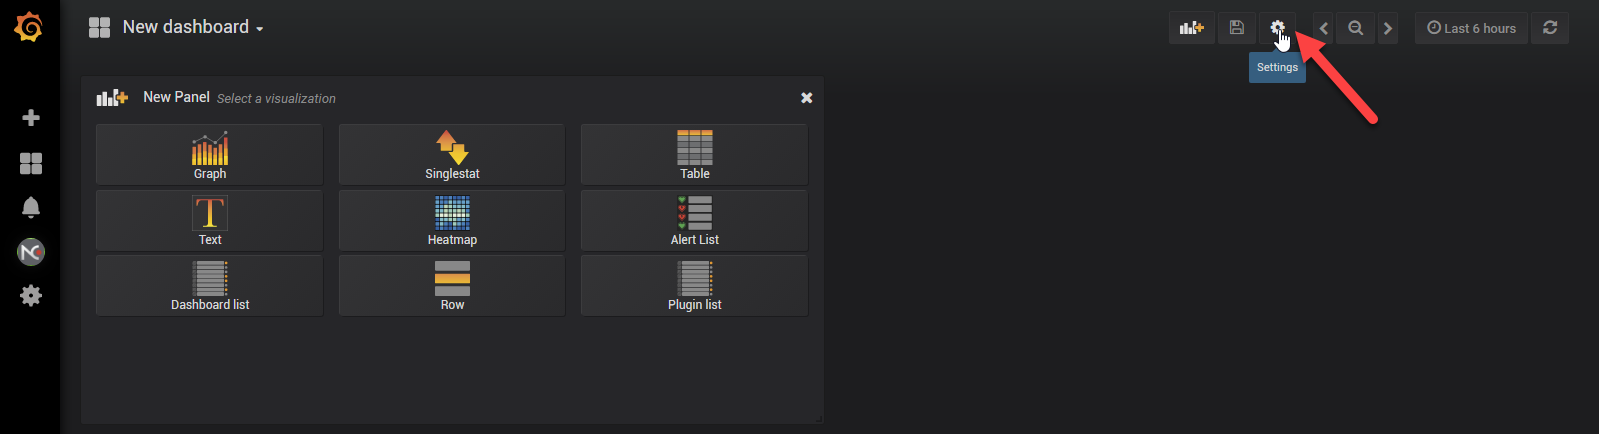 New dashboard
Last 6 hours
Settings
New Panel Select a visualization
Graph
Singlestat
Table
Text
Heatmap
Alert List
Dashboard list
Row
Plugin list